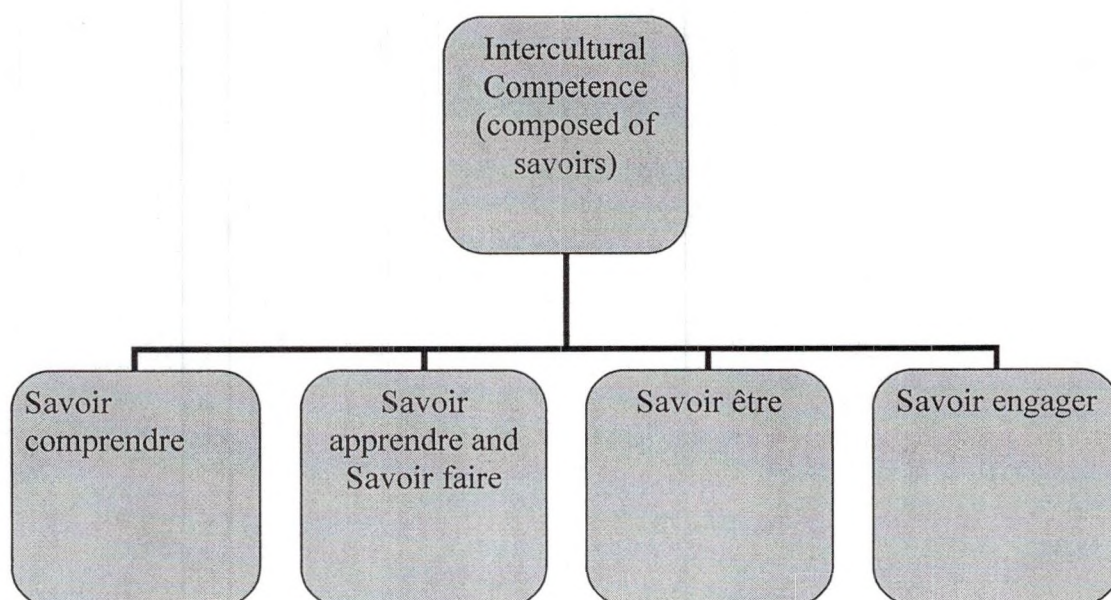 Intercultural
Competence
(composed of
savoirs)
Savoir
comprendre
Savoir
apprendre and
Savoir faire
Savoir être
Savoir engager